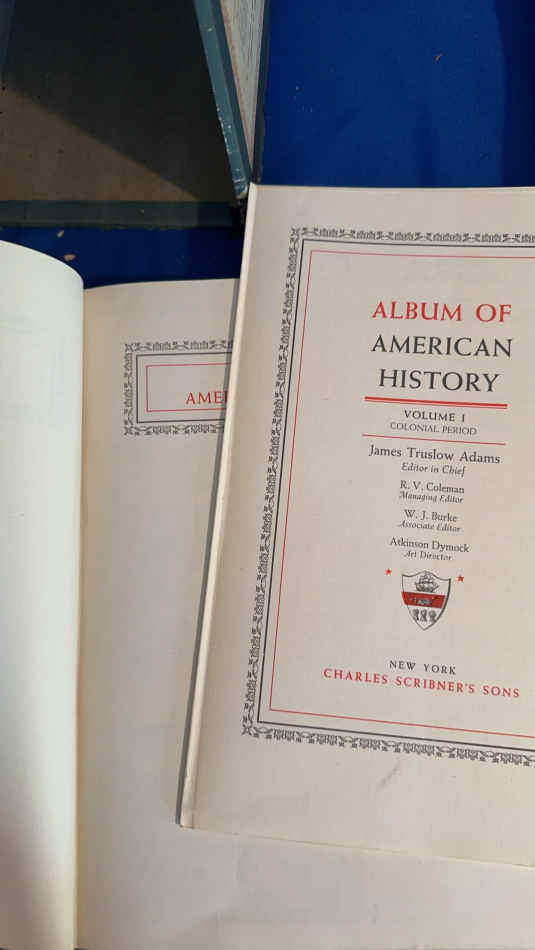 AMER
ALBUM OF
AMERICAN
HISTORY
VOLUME I
COLONIAL PERIOD
James Truslow Adams
Editor in Chief
R. V. Coleman
Managing Editor
W. J. Burke
Associate Editor
Atkinson Dymock
Art Director
NEW YORK
CHARLES SCRIBNER'S SONS